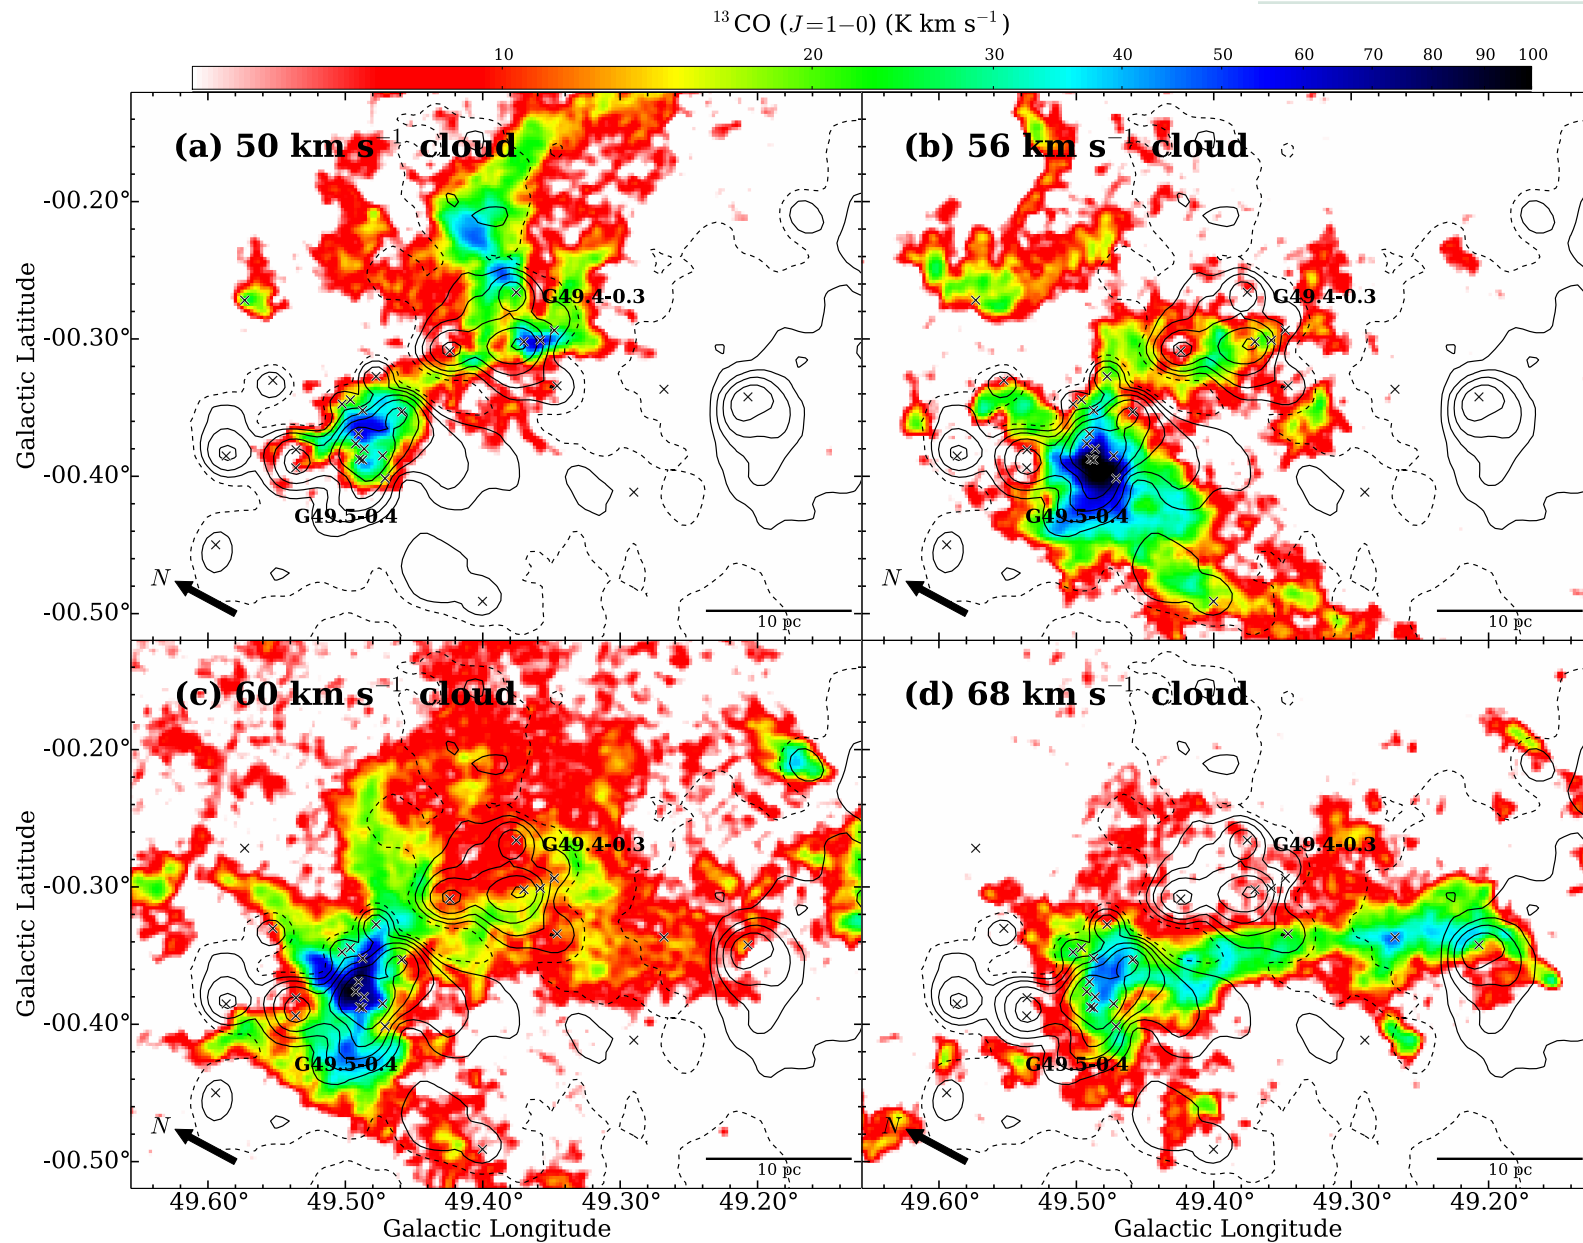 ¹³CO (J=1−0) (K km s⁻¹)
10 20 30 40 50 60 70 80 90 100
(a) 50 km s⁻¹ cloud
(b) 56 km s⁻¹ cloud
-00.20°
-00.30°
-00.40°
-00.50°
Galactic Latitude
G49.4-0.3
G49.5-0.4
N
10 pc
G49.4-0.3
G49.5-0.4
N
10 pc
(c) 60 km s⁻¹ cloud
(d) 68 km s⁻¹ cloud
-00.20°
-00.30°
-00.40°
-00.50°
Galactic Latitude
G49.4-0.3
G49.5-0.4
N
10 pc
G49.4-0.3
G49.5-0.4
N
10 pc
49.60° 49.50° 49.40° 49.30° 49.20°
49.60° 49.50° 49.40° 49.30° 49.20°
Galactic Longitude
Galactic Longitude